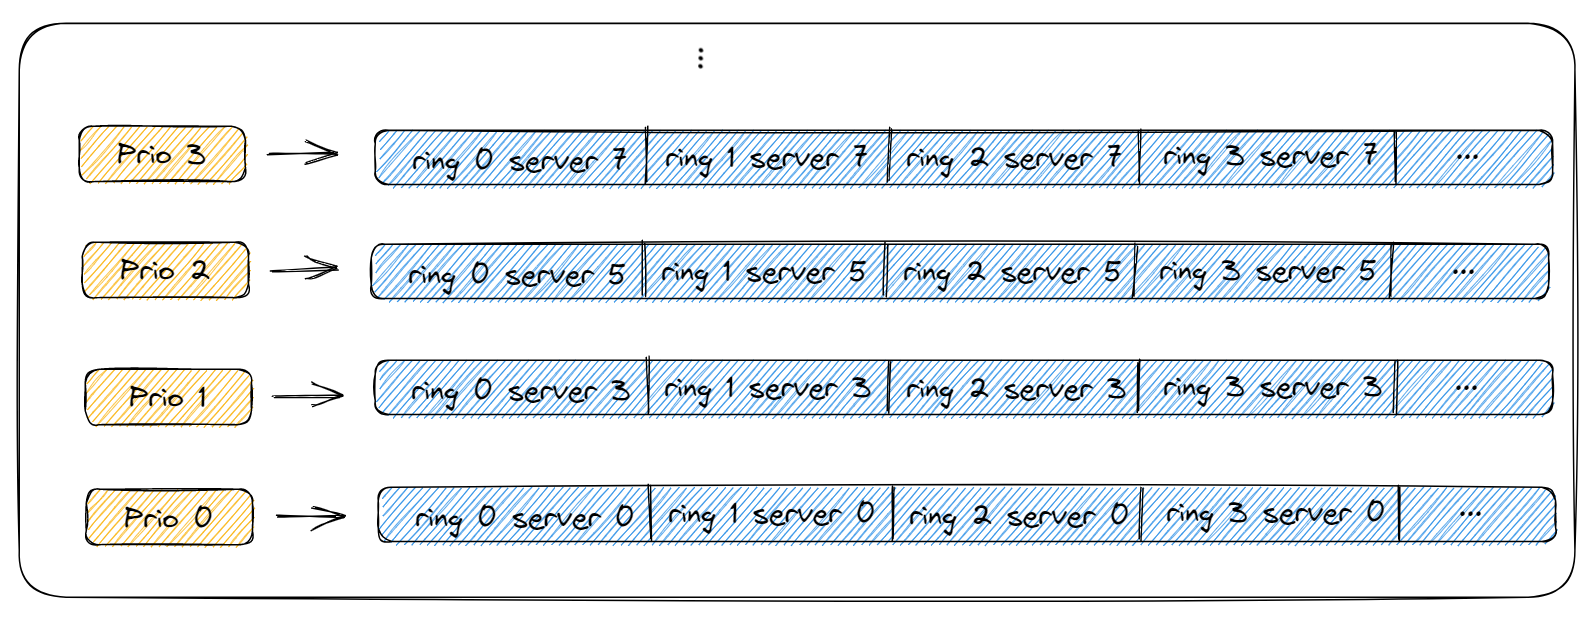 ⋮
Prio 3 ring 0 server 7 ring 1 server 7 ring 2 server 7 ring 3 server 7 ...
Prio 2 ring 0 server 5 ring 1 server 5 ring 2 server 5 ring 3 server 5 ...
Prio 1 ring 0 server 3 ring 1 server 3 ring 2 server 3 ring 3 server 3 ...
Prio 0 ring 0 server 0 ring 1 server 0 ring 2 server 0 ring 3 server 0 ...